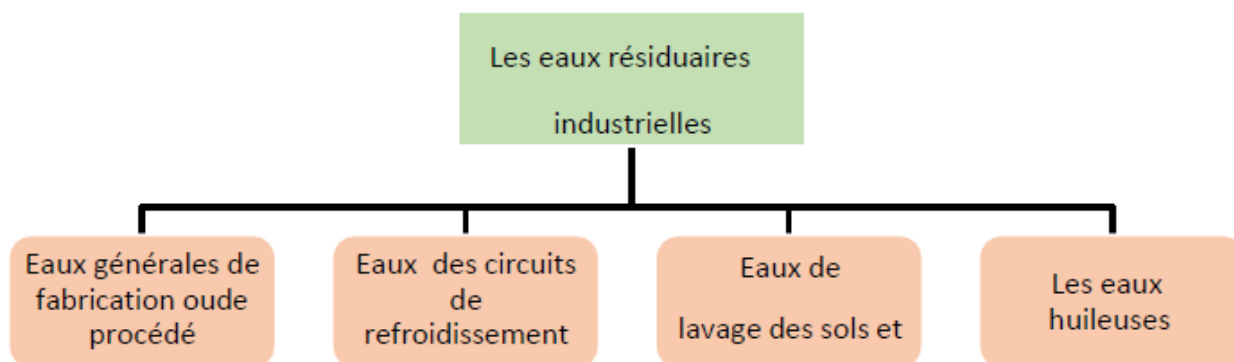 Les eaux résiduaires
industrielles
Eaux générales de
fabrication oude
procédé
Eaux des circuits
de
refroidissement
Eaux de
lavage des sols et
Les eaux
huileuses